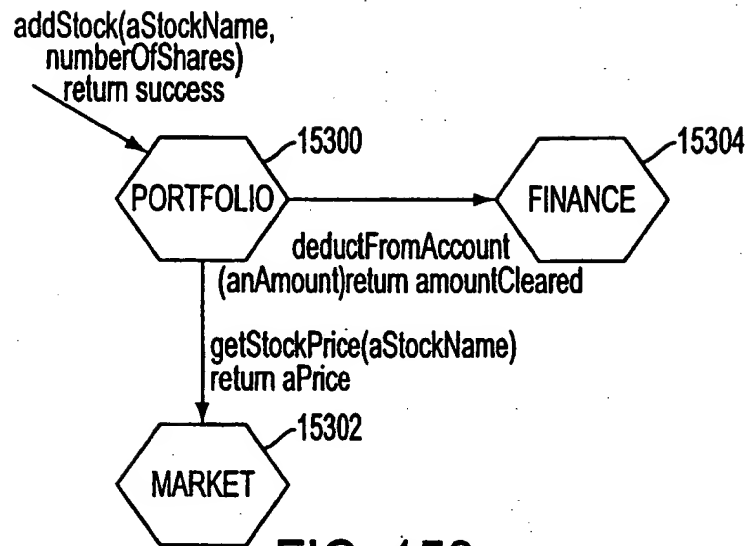 addStock(aStockName,
numberOfShares)
return success
15300
15304
PORTFOLIO
FINANCE
deductFromAccount
(anAmount)return amountCleared
getStockPrice(aStockName)
return aPrice
15302
MARKET